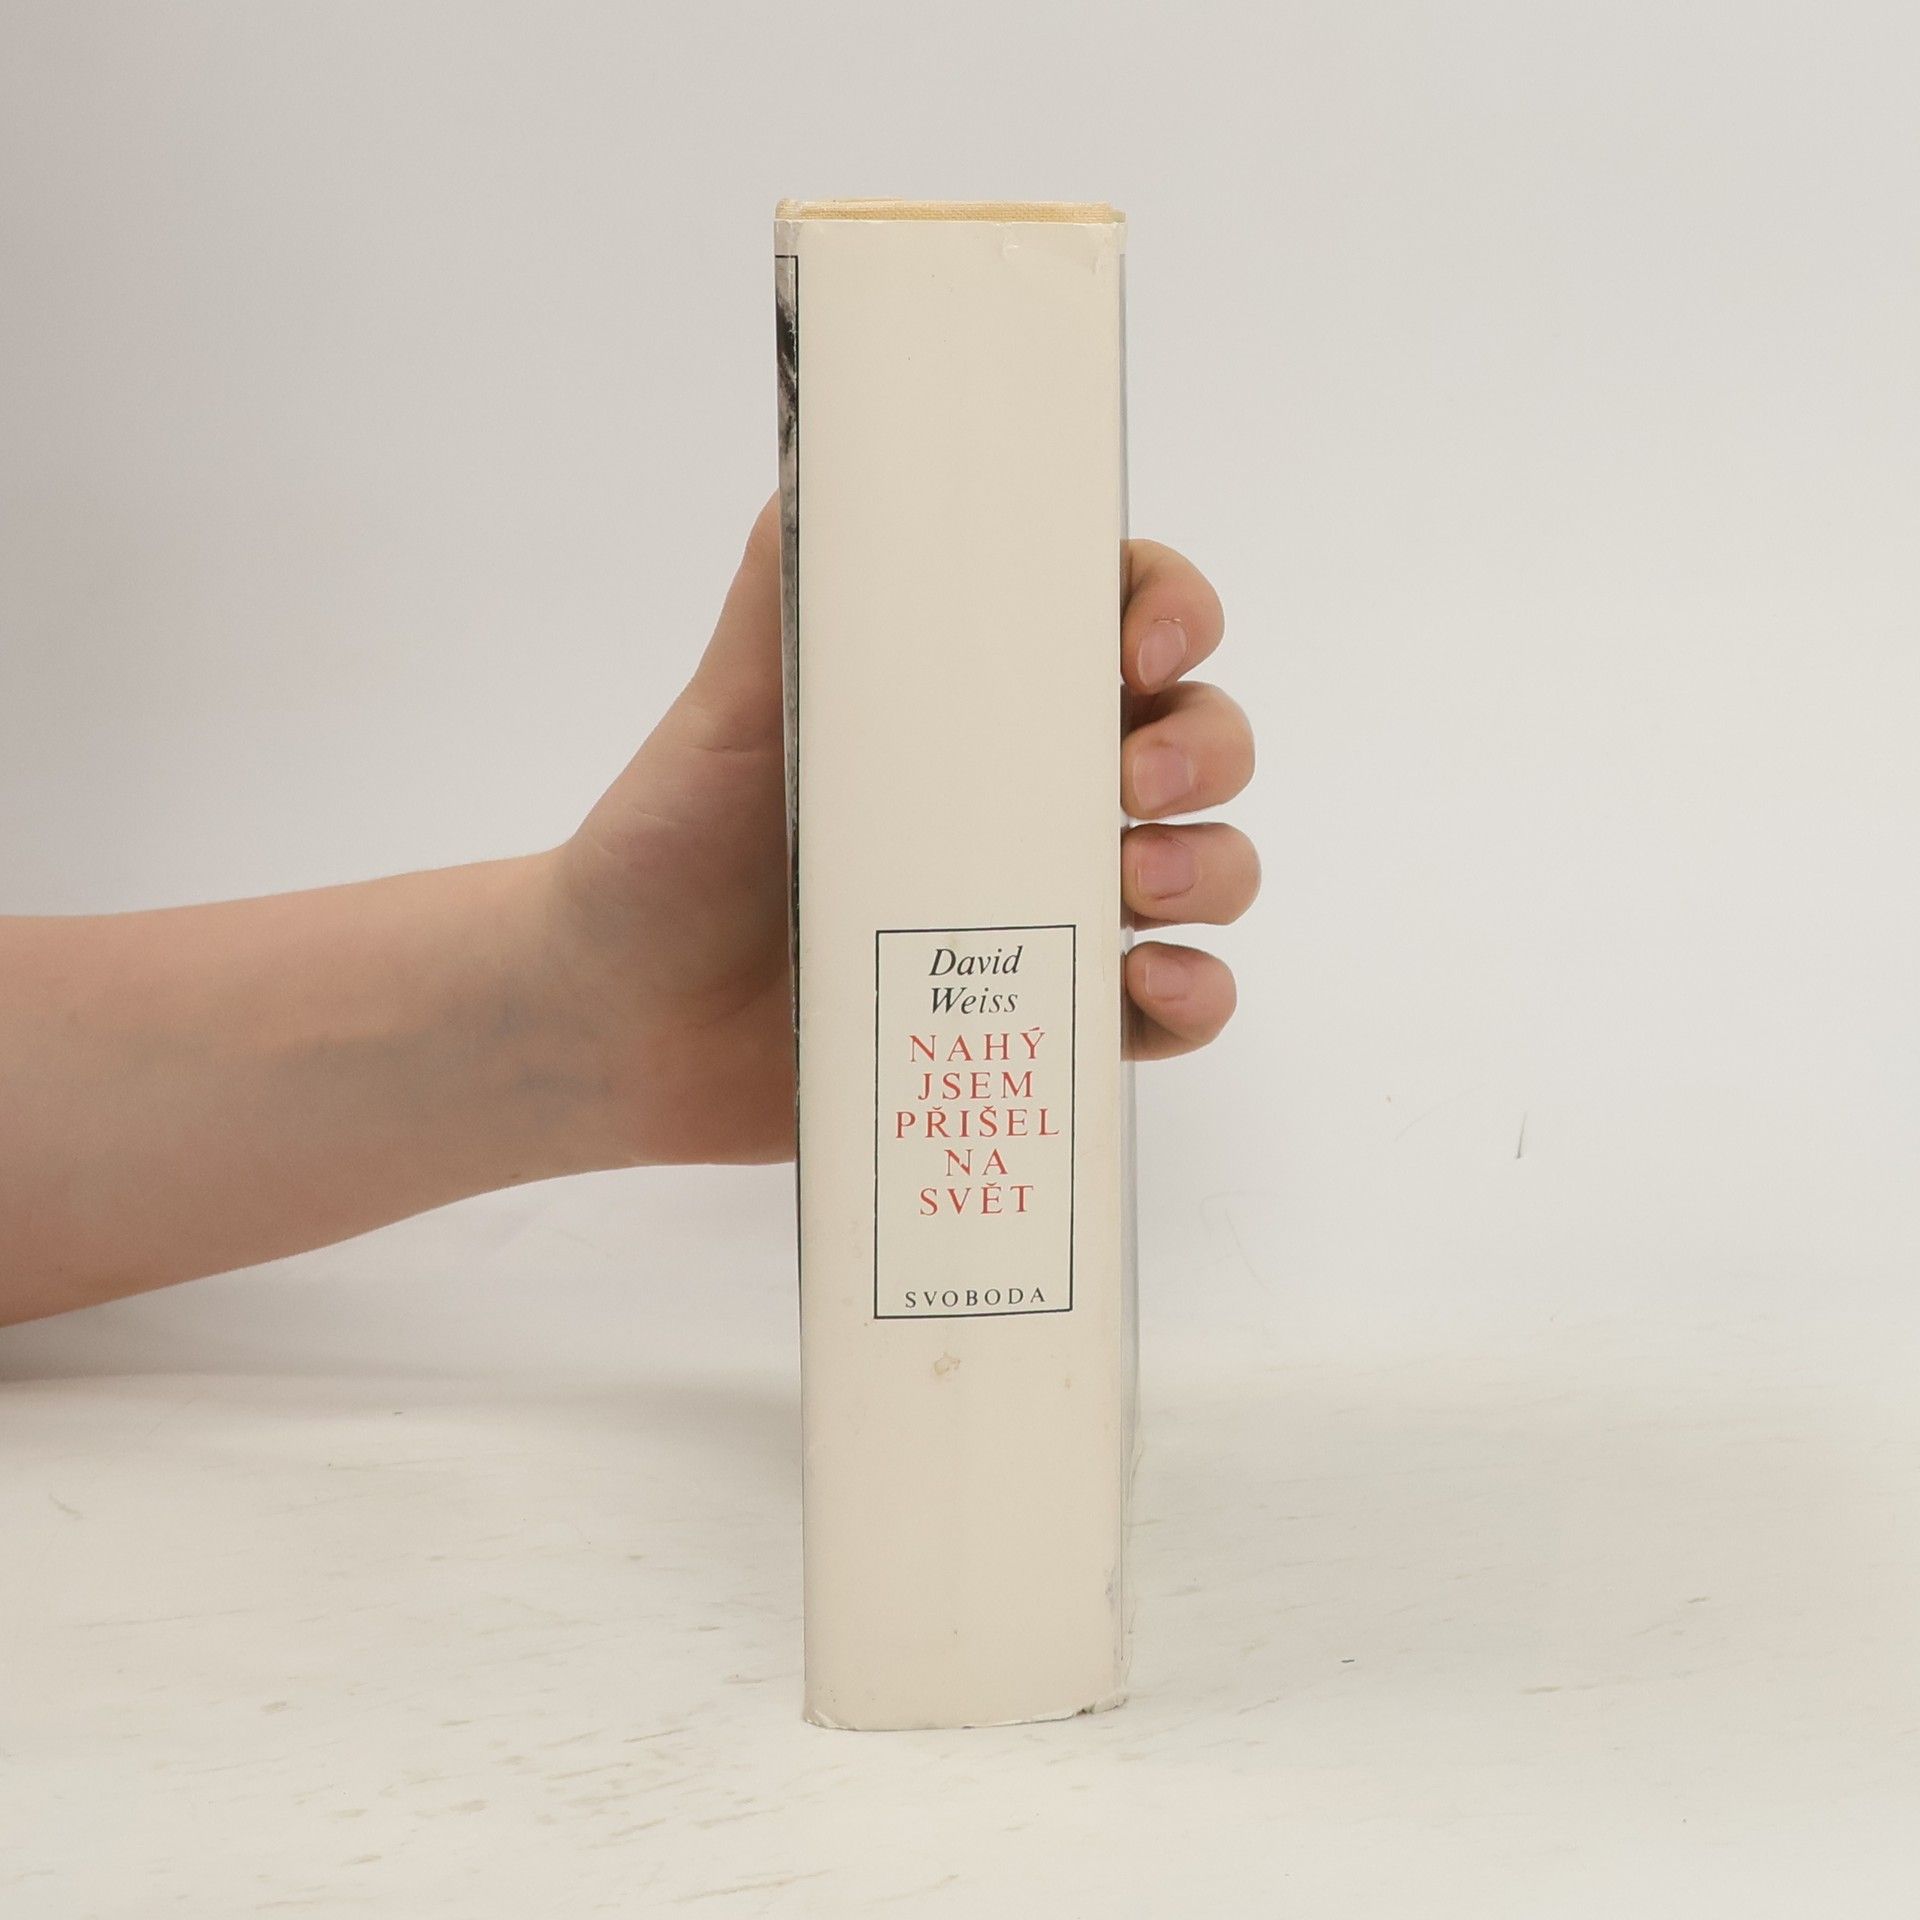 David
Weiss
NAHÝ
JSEM
PŘIŠEL
NA
SVĚT
SVOBODA